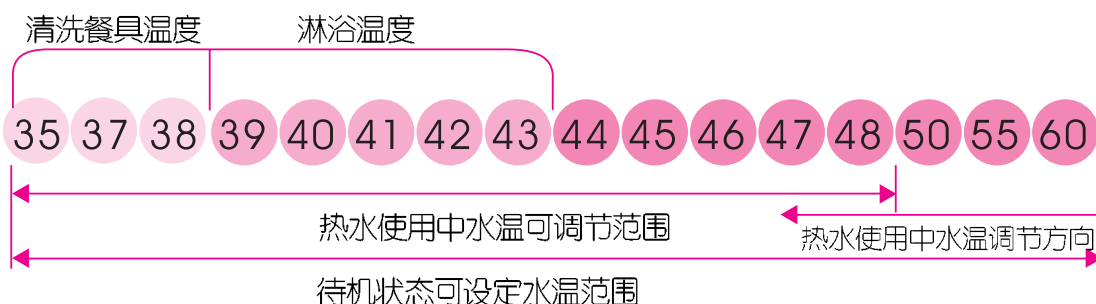 清洗餐具温度 淋浴温度
35 37 38 39 40 41 42 43 44 45 46 47 48 50 55 60
热水使用中水温可调节范围
热水使用中水温调节方向
待机状态可设定水温范围